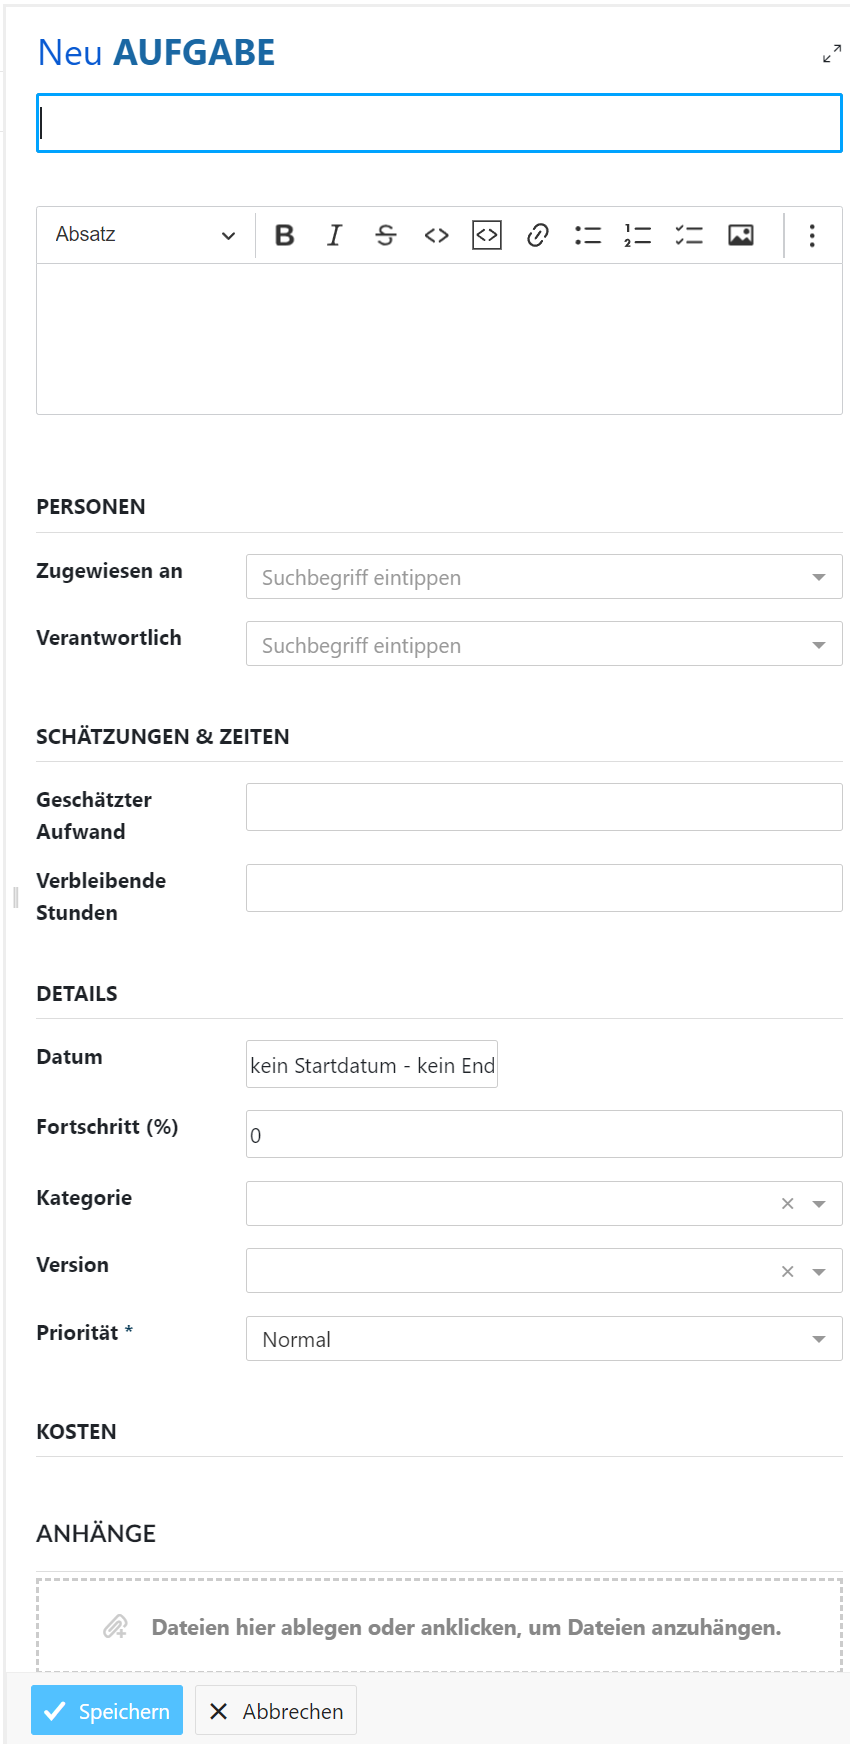 Neu AUFGABE
Absatz
PERSONEN
Zugewiesen an
Suchbegriff eintippen
Verantwortlich
Suchbegriff eintippen
SCHÄTZUNGEN & ZEITEN
Geschätzter
Aufwand
Verbleibende
Stunden
DETAILS
Datum
kein Startdatum - kein End
Fortschritt (%)
0
Kategorie
Version
Priorität *
Normal
KOSTEN
ANHÄNGE
Dateien hier ablegen oder anklicken, um Dateien anzuhängen.
Speichern
Abbrechen